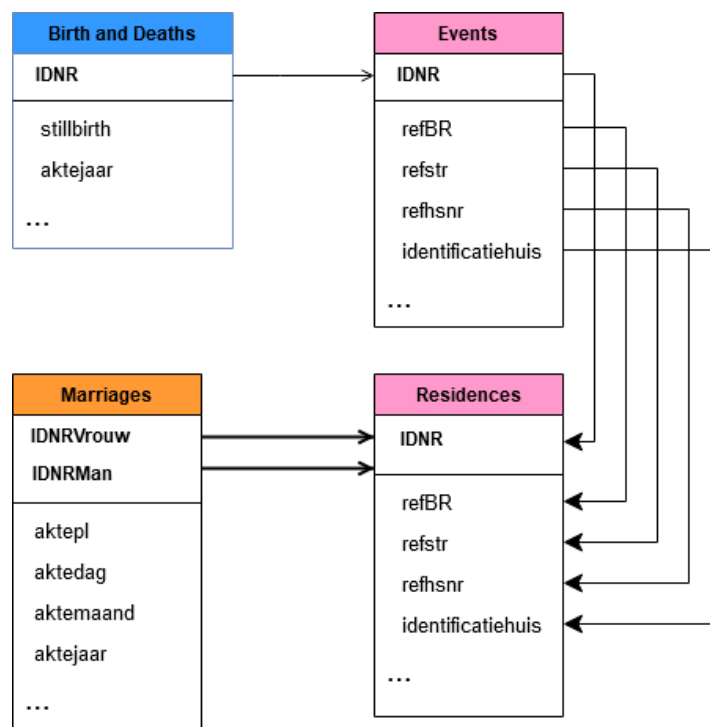 Birth and Deaths
IDNR
stillbirth
aktejaar
...
Events
IDNR
refBR
refstr
refhsnr
identificatiehuis
...
Marriages
IDNRVrouw
IDNRMan
aktepl
aktedag
aktemaand
aktejaar
...
Residences
IDNR
refBR
refstr
refhsnr
identificatiehuis
...